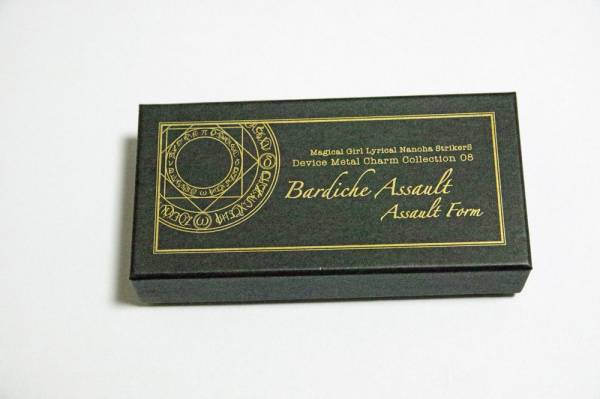 Magical Girl Lyrical Nanoha StrikerS
Device Metal Charm Collection 08
Bardiche Assault
Assault Form